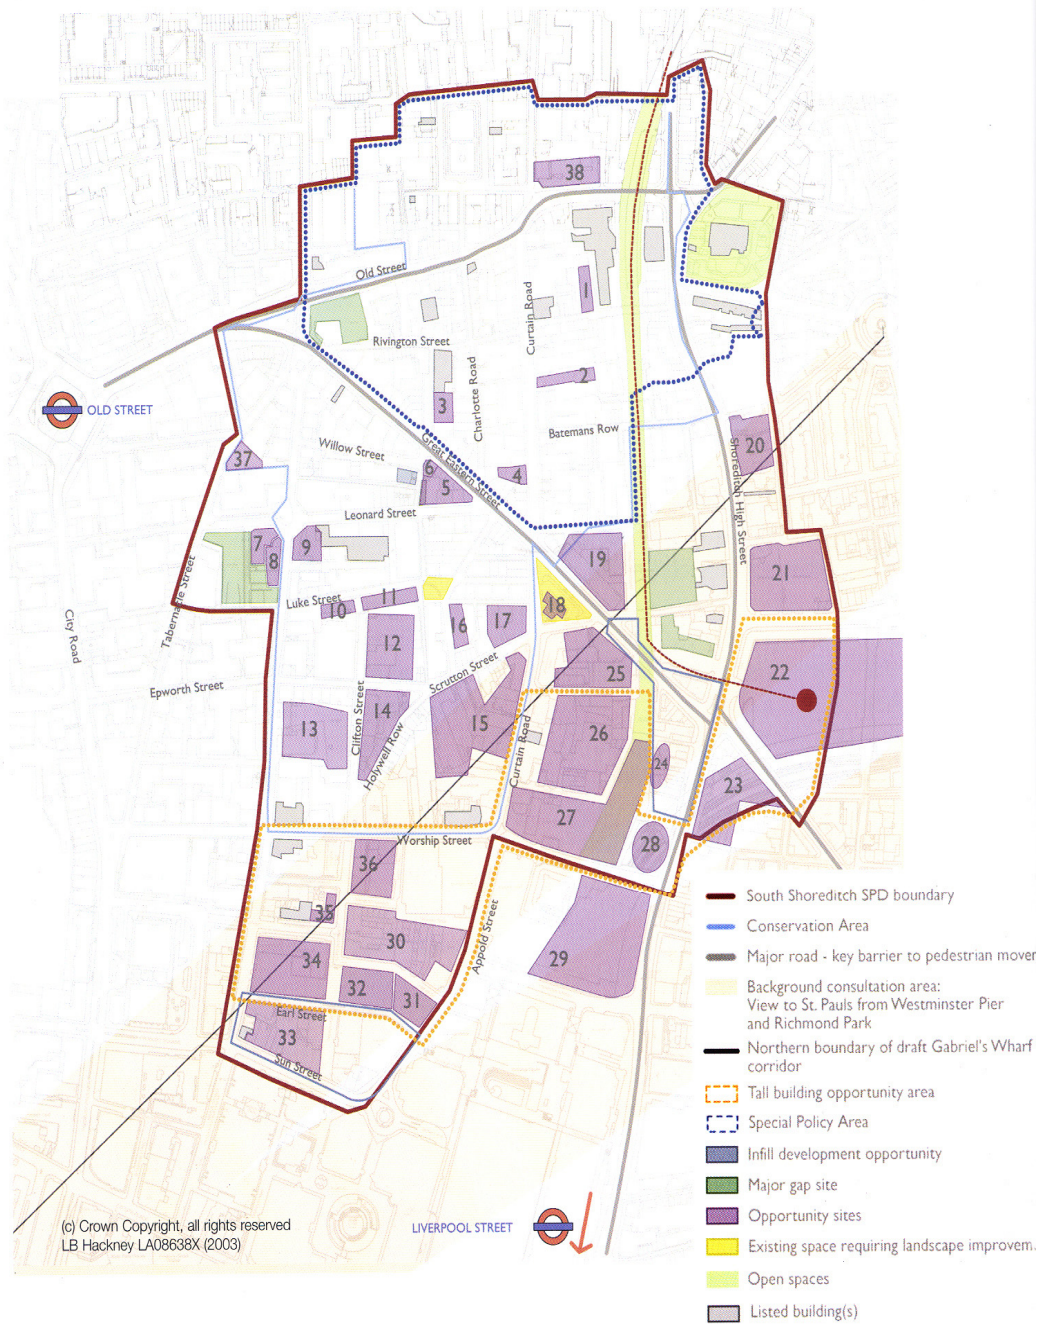 38
Old Street
1
Curtain Road
Rivington Street
2
Charlotte Road
3
OLD STREET
Batemans Row
Great Eastern Street
Willow Street
20
37
6
4
5
Shoreditch High Street
Leonard Street
7
9
8
19
21
Tabernacle Street
Luke Street
11
10
18
16
17
City Road
12
Scrutton Street
25
22
Epworth Street
Clifton Street
14
13
Holywell Row
15
Curtain Road
26
24
23
27
28
Worship Street
36
35
30
Appold Street
34
29
32
31
Earl Street
33
Sun Street
South Shoreditch SPD boundary
Conservation Area
Major road - key barrier to pedestrian mover
Background consultation area:
View to St. Pauls from Westminster Pier
and Richmond Park
Northern boundary of draft Gabriel's Wharf
corridor
Tall building opportunity area
Special Policy Area
Infill development opportunity
Major gap site
Opportunity sites
Existing space requiring landscape improvem.
Open spaces
Listed building(s)
(c) Crown Copyright, all rights reserved
LB Hackney LA08638X (2003)
LIVERPOOL STREET